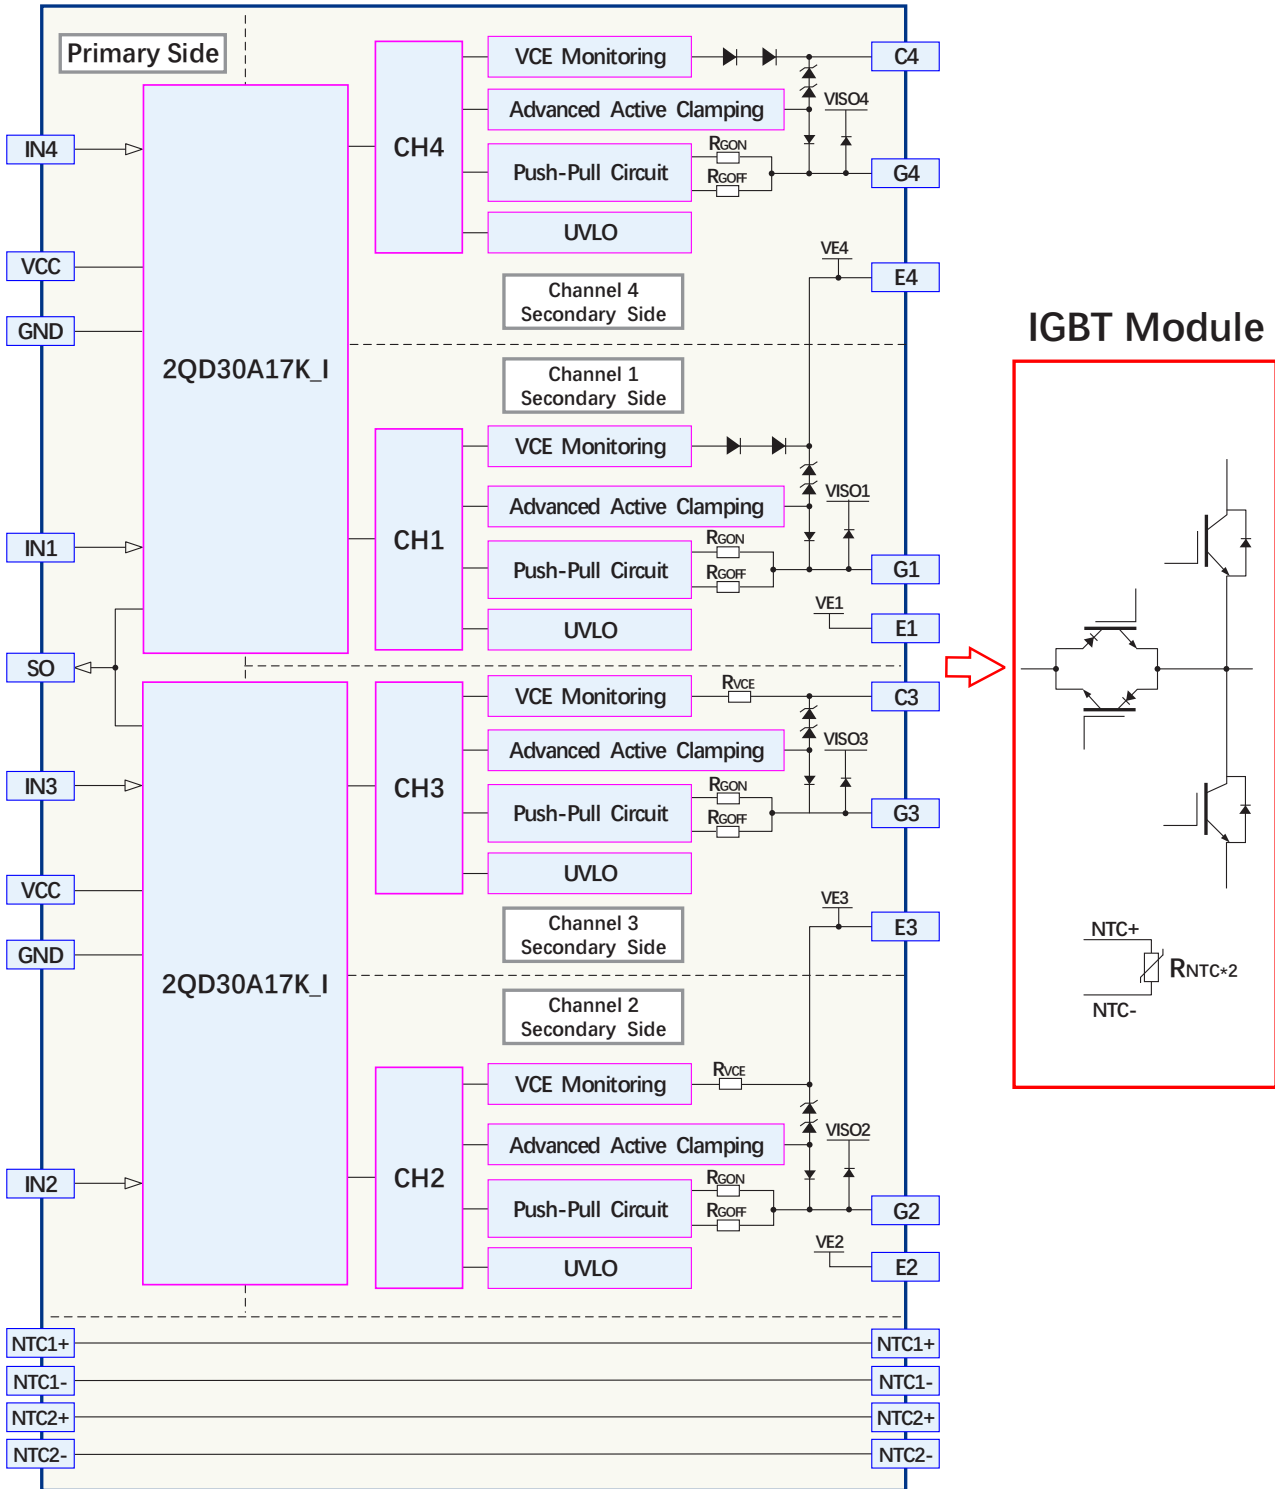 Primary Side
VCE Monitoring
C4
Advanced Active Clamping
VISO4
IN4
CH4
RGON
Push-Pull Circuit
RGOFF
G4
UVLO
VE4
VCC
E4
Channel 4
Secondary Side
GND
IGBT Module
2QD30A17K_I
Channel 1
Secondary Side
VCE Monitoring
Advanced Active Clamping
VISO1
IN1
CH1
RGON
Push-Pull Circuit
RGOFF
G1
VE1
UVLO
E1
SO
VCE Monitoring
RVCE
C3
Advanced Active Clamping
VISO3
IN3
CH3
RGON
Push-Pull Circuit
RGOFF
G3
UVLO
VCC
VE3
E3
Channel 3
Secondary Side
NTC+
GND
RNTC*2
2QD30A17K_I
NTC-
Channel 2
Secondary Side
VCE Monitoring
RVCE
Advanced Active Clamping
VISO2
IN2
CH2
RGON
Push-Pull Circuit
RGOFF
G2
VE2
UVLO
E2
NTC1+
NTC1+
NTC1-
NTC1-
NTC2+
NTC2+
NTC2-
NTC2-